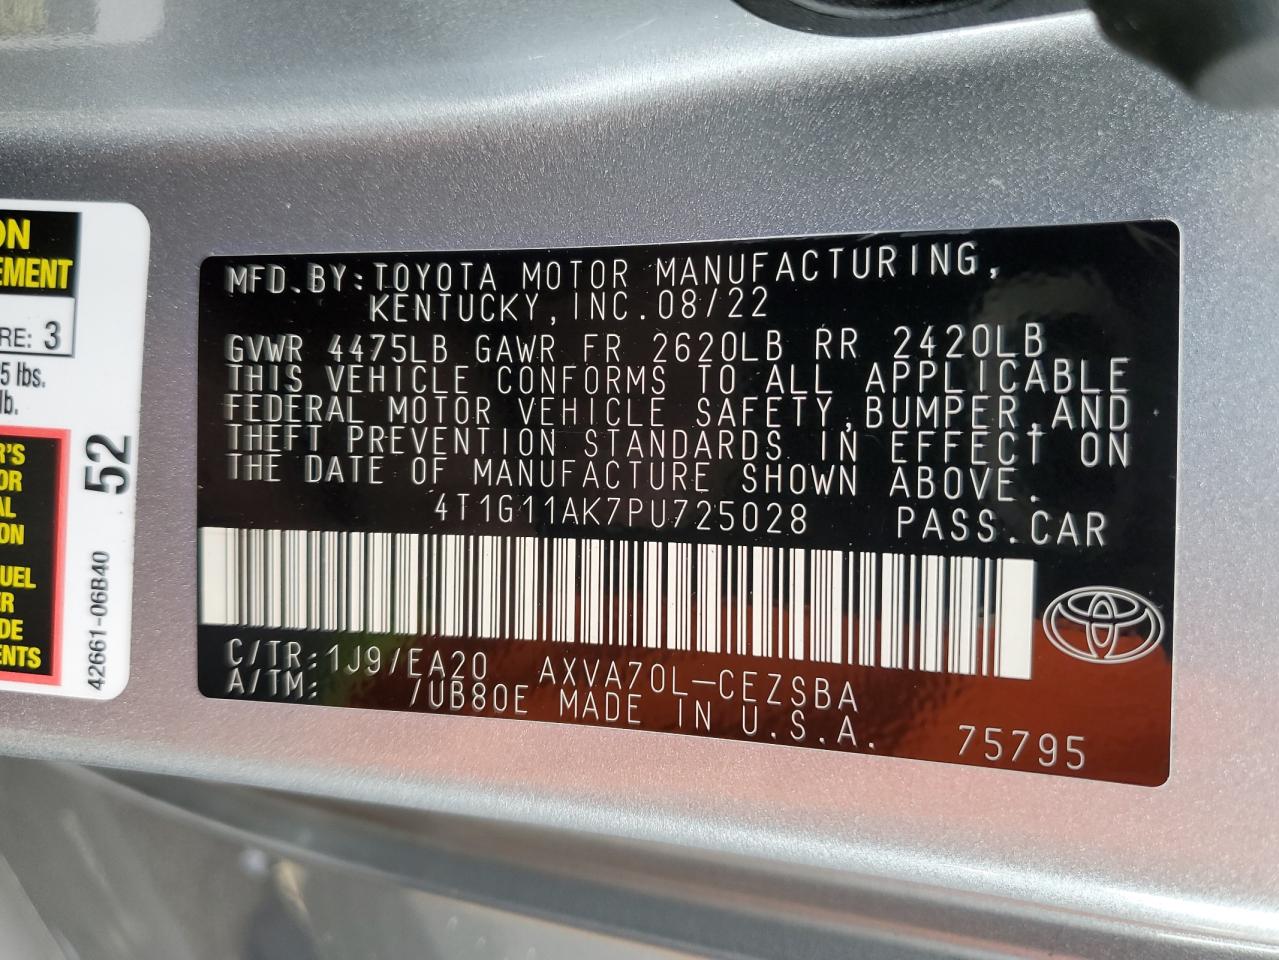 ON
EMENT
RE: 3
5 lbs.
lb.
R'S
OR
AL
ON
UEL
ER
DE
ENTS
52
42661-06B40
MFD.BY:TOYOTA MOTOR MANUFACTURING,
KENTUCKY,INC.08/22
GVWR 4475LB GAWR FR 2620LB RR 2420LB
THIS VEHICLE CONFORMS TO ALL APPLICABLE
FEDERAL MOTOR VEHICLE SAFETY,BUMPER,AND
THEFT PREVENTION STANDARDS IN EFFECT ON
THE DATE OF MANUFACTURE SHOWN ABOVE.
4T1G11AK7PU725028 PASS.CAR
C/TR:1J9/EA20 AXVA70L-CEZSBA
A/TM: /UB80E MADE IN U.S.A. 75795